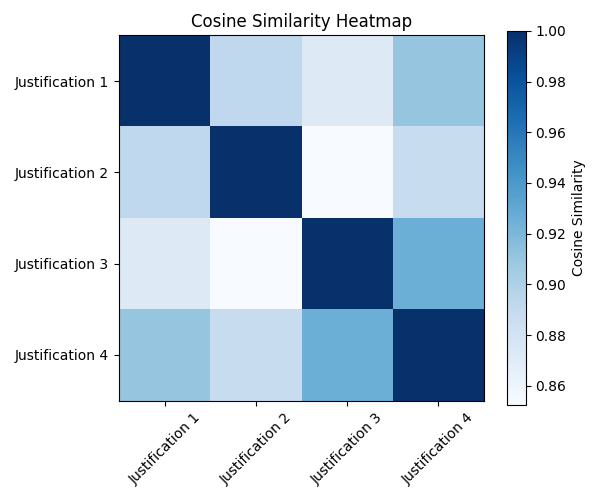 Cosine Similarity Heatmap
Justification 1
Justification 2
Justification 3
Justification 4
Justification 1
Justification 2
Justification 3
Justification 4
1.00
0.98
0.96
0.94
0.92
0.90
0.88
0.86
Cosine Similarity